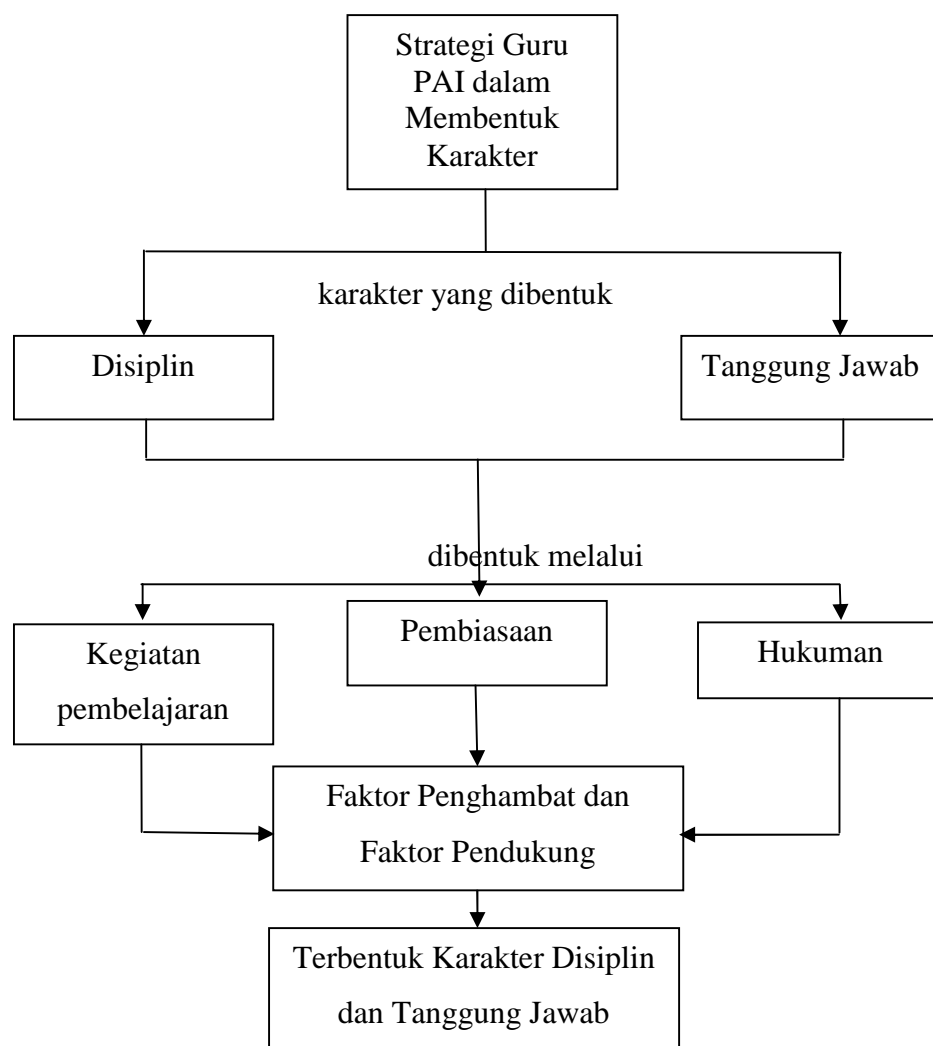 Strategi Guru
PAI dalam
Membentuk
Karakter
karakter yang dibentuk
Disiplin
Tanggung Jawab
dibentuk melalui
Kegiatan
pembelajaran
Pembiasaan
Hukuman
Faktor Penghambat dan
Faktor Pendukung
Terbentuk Karakter Disiplin
dan Tanggung Jawab